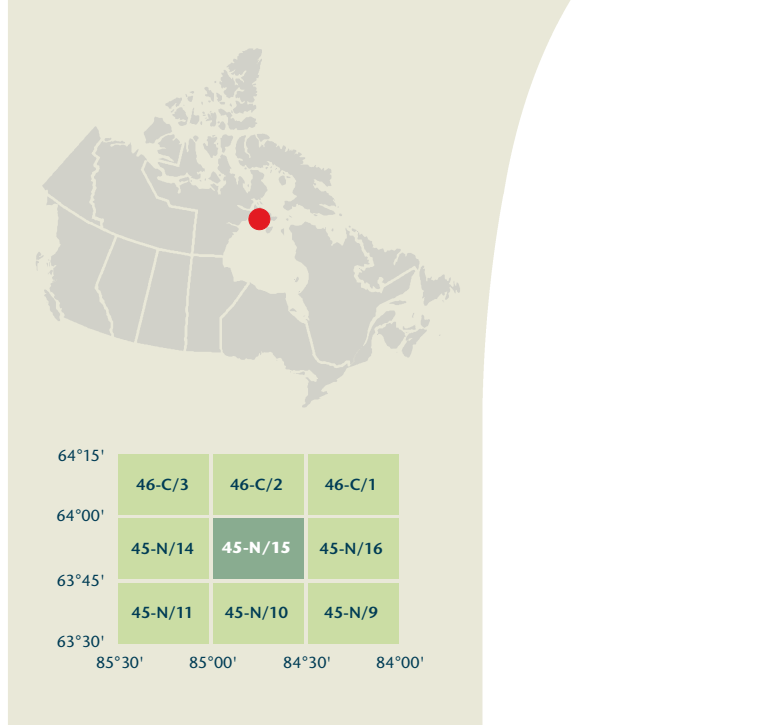 64°15'
46-C/3 46-C/2 46-C/1
64°00'
45-N/14 45-N/15 45-N/16
63°45'
45-N/11 45-N/10 45-N/9
63°30'
85°30' 85°00' 84°30' 84°00'